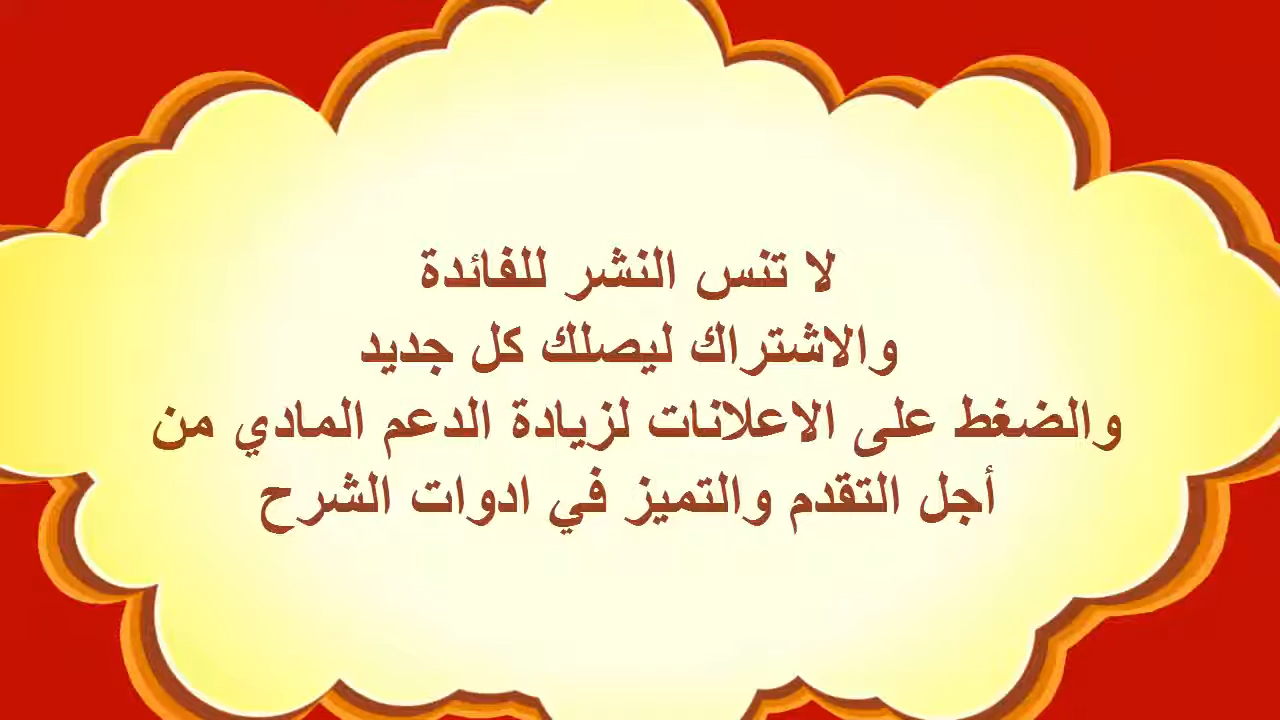 لا تنس النشر للفائدة
والاشتراك ليصلك كل جديد
والضغط على الاعلانات لزيادة الدعم المادي من
أجل التقدم والتميز في ادوات الشرح